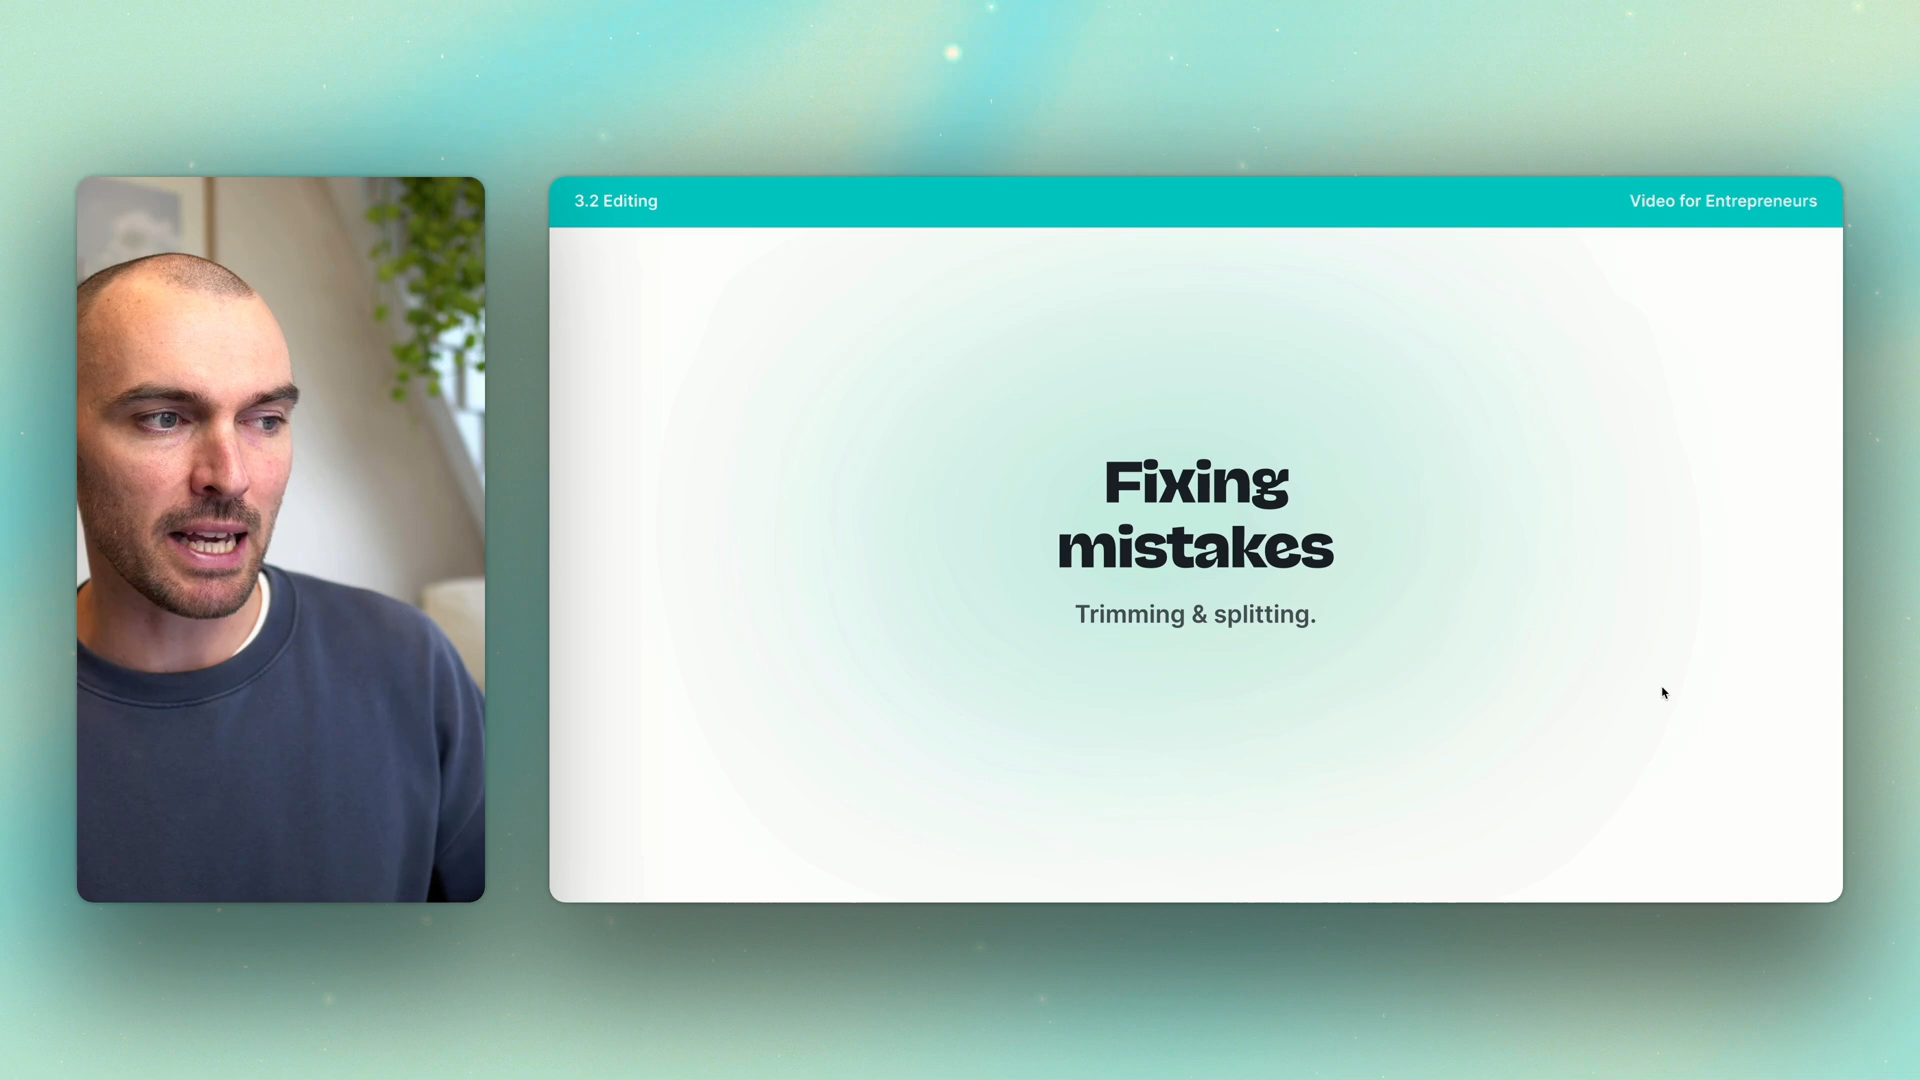 3.2 Editing
Video for Entrepreneurs
Fixing
mistakes
Trimming & splitting.